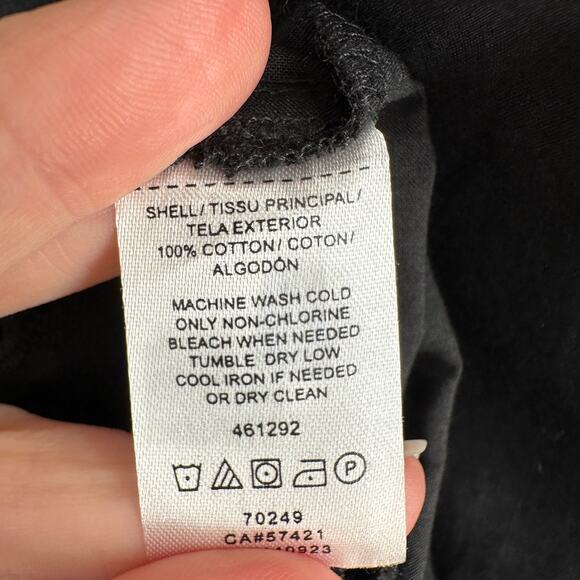 SHELL/TISSU PRINCIPAL/
TELA EXTERIOR
100% COTTON/ COTON/
ALGODÓN
MACHINE WASH COLD
ONLY NON-CHLORINE
BLEACH WHEN NEEDED
TUMBLE DRY LOW
COOL IRON IF NEEDED
OR DRY CLEAN
461292
P
70249
CA#57421